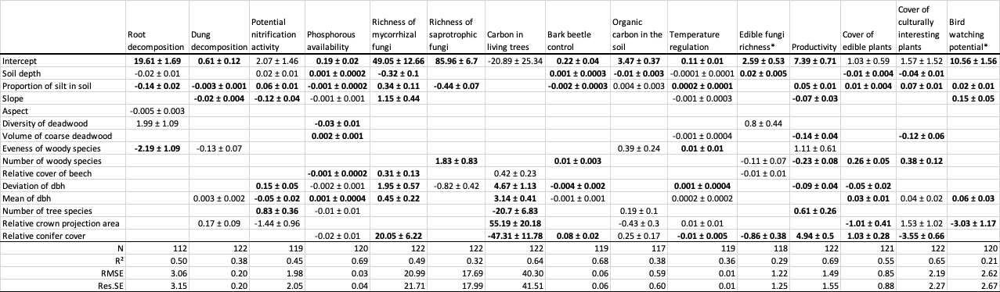 Cover of
Potential Richness of Richness of Organic culturally Bird
Root Dung nitrification Phosphorous mycorrhizal saprotrophic Carbon in Bark beetle carbon in the Temperature Edible fungi Cover of interesting watching
decomposition decomposition activity availability fungi fungi living trees control soil regulation richness* Productivity edible plants plants potential*
Intercept 19.61 ± 1.69 0.61 ± 0.12 2.07 ± 1.46 0.19 ± 0.02 49.05 ± 12.66 85.96 ± 6.7 -20.89 ± 25.34 0.22 ± 0.04 3.47 ± 0.37 0.11 ± 0.01 2.59 ± 0.53 7.39 ± 0.71 1.03 ± 0.59 1.57 ± 1.52 10.56 ± 1.56
Soil depth -0.02 ± 0.01 0.02 ± 0.01 0.001 ± 0.0002 -0.32 ± 0.1 0.001 ± 0.0003 -0.01 ± 0.003 -0.0001 ± 0.0001 0.02 ± 0.005 -0.01 ± 0.004 -0.04 ± 0.01
Proportion of silt in soil -0.14 ± 0.02 -0.003 ± 0.001 0.06 ± 0.01 -0.001 ± 0.0002 0.34 ± 0.11 -0.44 ± 0.07 -0.002 ± 0.0003 0.004 ± 0.003 0.0002 ± 0.0001 0.05 ± 0.01 0.01 ± 0.004 0.07 ± 0.01 0.02 ± 0.01
Slope -0.02 ± 0.004 -0.12 ± 0.04 -0.001 ± 0.001 1.15 ± 0.44 -0.001 ± 0.0003 -0.07 ± 0.03 0.15 ± 0.05
Aspect -0.005 ± 0.003
Diversity of deadwood 1.99 ± 1.09 -0.03 ± 0.01 0.8 ± 0.44
Volume of coarse deadwood 0.002 ± 0.001 -0.001 ± 0.0004 -0.14 ± 0.04 -0.12 ± 0.06
Eveness of woody species -2.19 ± 1.09 -0.13 ± 0.07 0.39 ± 0.24 0.01 ± 0.01 1.11 ± 0.61
Number of woody species 1.83 ± 0.83 0.01 ± 0.003 -0.11 ± 0.07 -0.23 ± 0.08 0.26 ± 0.05 0.38 ± 0.12
Relative cover of beech -0.001 ± 0.0002 0.31 ± 0.13 0.42 ± 0.23 -0.01 ± 0.01
Deviation of dbh 0.15 ± 0.05 -0.002 ± 0.001 1.95 ± 0.57 -0.82 ± 0.42 4.67 ± 1.13 -0.004 ± 0.002 0.001 ± 0.0004 -0.09 ± 0.04 -0.05 ± 0.02
Mean of dbh 0.003 ± 0.002 -0.05 ± 0.02 0.001 ± 0.0004 0.45 ± 0.22 3.14 ± 0.41 -0.001 ± 0.001 0.0002 ± 0.0002 0.03 ± 0.01 0.04 ± 0.02 0.06 ± 0.03
Number of tree species 0.83 ± 0.36 -0.01 ± 0.01 -20.7 ± 6.83 0.19 ± 0.1 0.61 ± 0.26
Relative crown projection area 0.17 ± 0.09 -1.44 ± 0.96 55.19 ± 20.18 -0.43 ± 0.3 0.01 ± 0.01 -1.01 ± 0.41 1.53 ± 1.02 -3.03 ± 1.17
Relative conifer cover -0.02 ± 0.01 20.05 ± 6.22 -47.31 ± 11.78 0.08 ± 0.02 0.25 ± 0.17 -0.01 ± 0.005 -0.86 ± 0.38 4.94 ± 0.5 1.03 ± 0.28 -3.55 ± 0.66
N 112 122 119 120 122 122 122 119 117 119 118 122 121 122 120
R² 0.50 0.38 0.45 0.69 0.49 0.32 0.64 0.68 0.38 0.36 0.29 0.69 0.55 0.65 0.21
RMSE 3.06 0.20 1.98 0.03 20.99 17.69 40.30 0.06 0.59 0.01 1.22 1.49 0.85 2.19 2.62
Res.SE 3.15 0.20 2.05 0.04 21.71 17.99 41.51 0.06 0.60 0.01 1.25 1.55 0.88 2.27 2.67